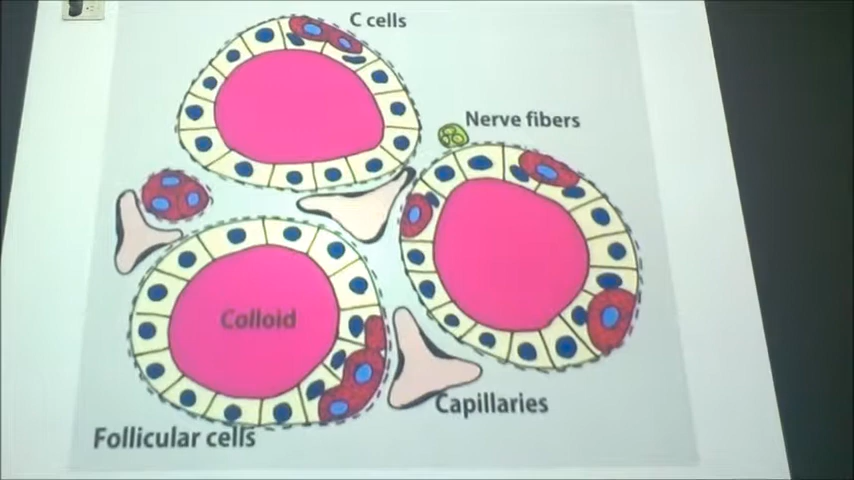 C cells
Nerve fibers
Colloid
Capillaries
Follicular cells